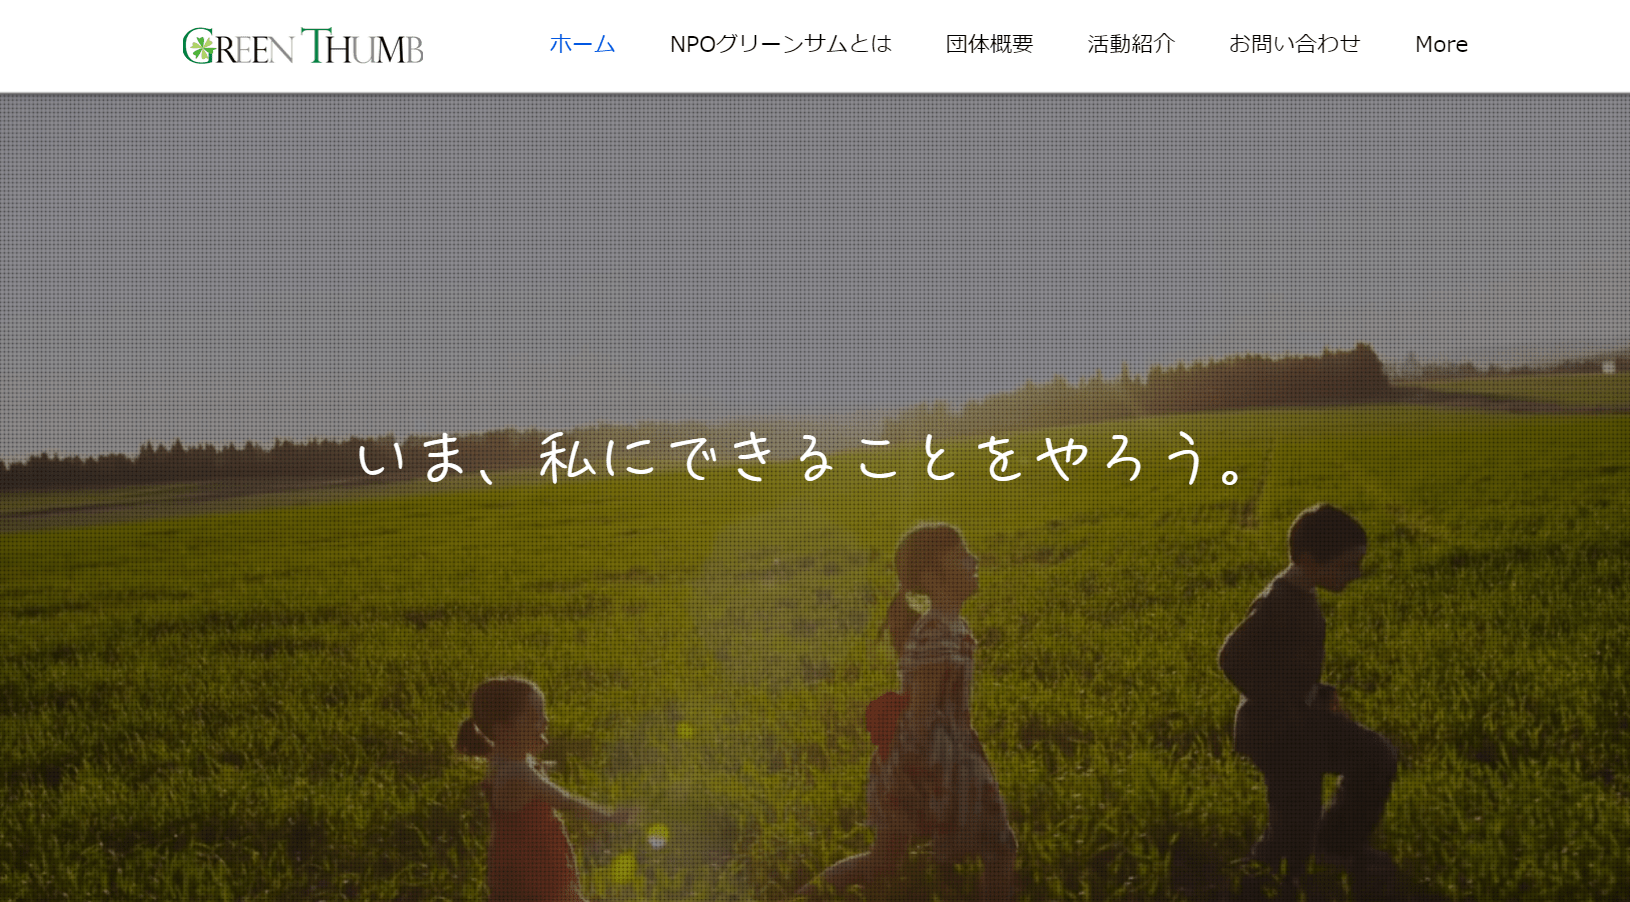 GREEN THUMB
ホーム
NPOグリーンサムとは
団体概要
活動紹介
お問い合わせ
More
いま、私にできることをやろう。